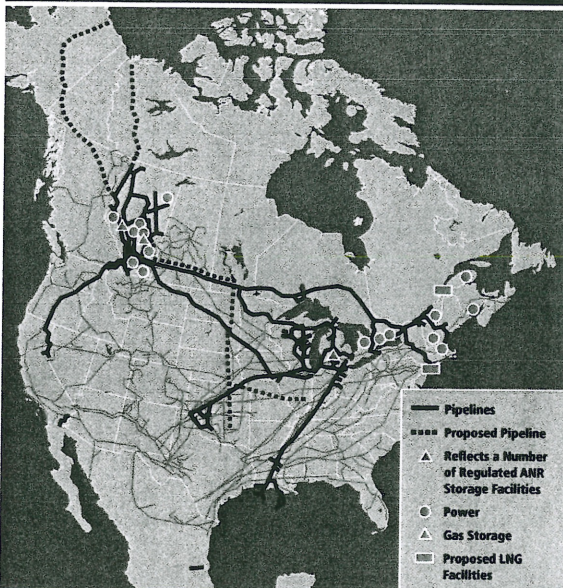 Pipelines
Proposed Pipeline
Reflects a Number
of Regulated ANR
Storage Facilities
Power
Gas Storage
Proposed LNG
Facilities